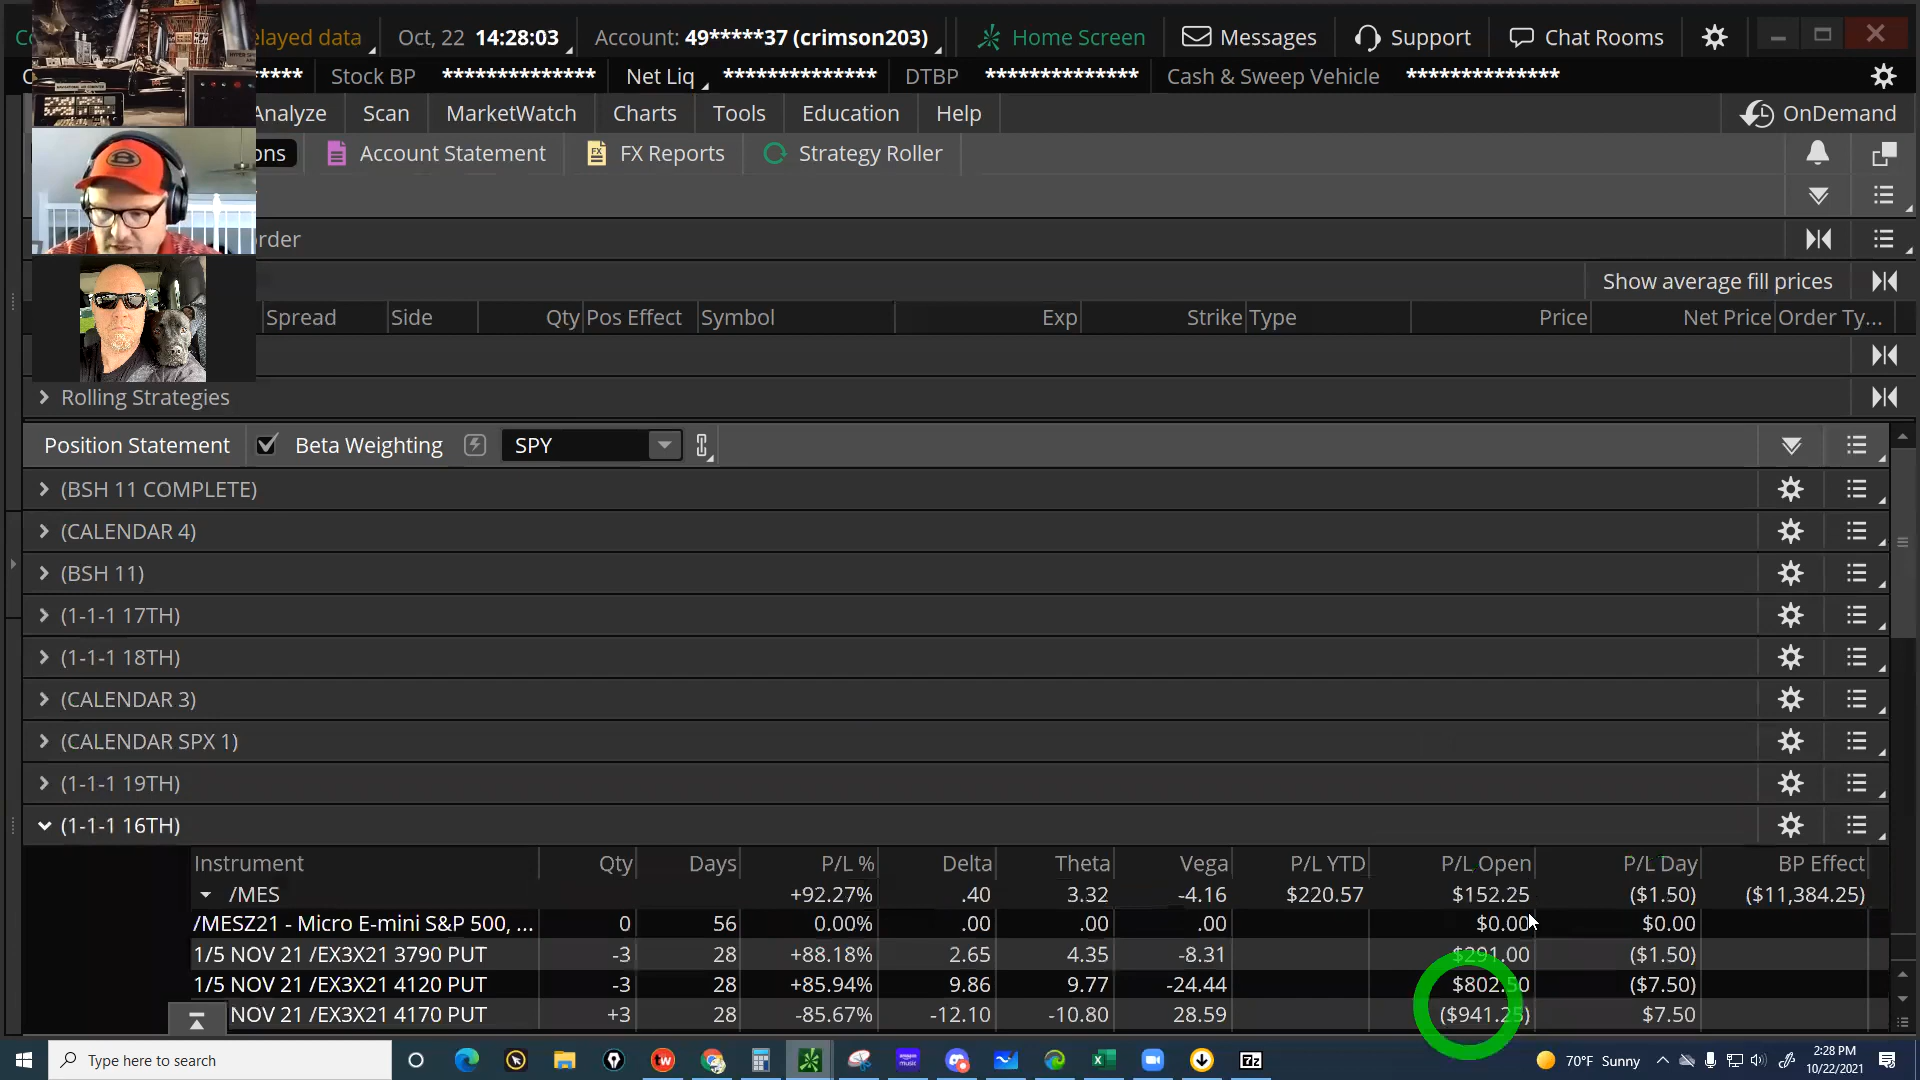 elayed data
Oct, 22 14:28:03
Account: 49*****37 (crimson203)
Home Screen
Messages
Support
Chat Rooms
*****
Stock BP **************
Net Liq **************
DTBP **************
Cash & Sweep Vehicle **************
Analyze
Scan
MarketWatch
Charts
Tools
Education
Help
OnDemand
ons
Account Statement
FX Reports
Strategy Roller
rder
Show average fill prices
Spread Side Qty Pos Effect Symbol Exp Strike Type Price Net Price Order Ty...
Rolling Strategies
Position Statement Beta Weighting SPY
(BSH 11 COMPLETE)
(CALENDAR 4)
(BSH 11)
(1-1-1 17TH)
(1-1-1 18TH)
(CALENDAR 3)
(CALENDAR SPX 1)
(1-1-1 19TH)
(1-1-1 16TH)
Instrument Qty Days P/L % Delta Theta Vega P/L YTD P/L Open P/L Day BP Effect
/MES +92.27% .40 3.32 -4.16 $220.57 $152.25 ($1.50) ($11,384.25)
/MESZ21 - Micro E-mini S&P 500, ... 0 56 0.00% .00 .00 .00 $0.00 $0.00
1/5 NOV 21 /EX3X21 3790 PUT -3 28 +88.18% 2.65 4.35 -8.31 $291.00 ($1.50)
1/5 NOV 21 /EX3X21 4120 PUT -3 28 +85.94% 9.86 9.77 -24.44 $802.50 ($7.50)
NOV 21 /EX3X21 4170 PUT +3 28 -85.67% -12.10 -10.80 28.59 ($941.25) $7.50
Type here to search
70°F Sunny
2:28 PM
10/22/2021